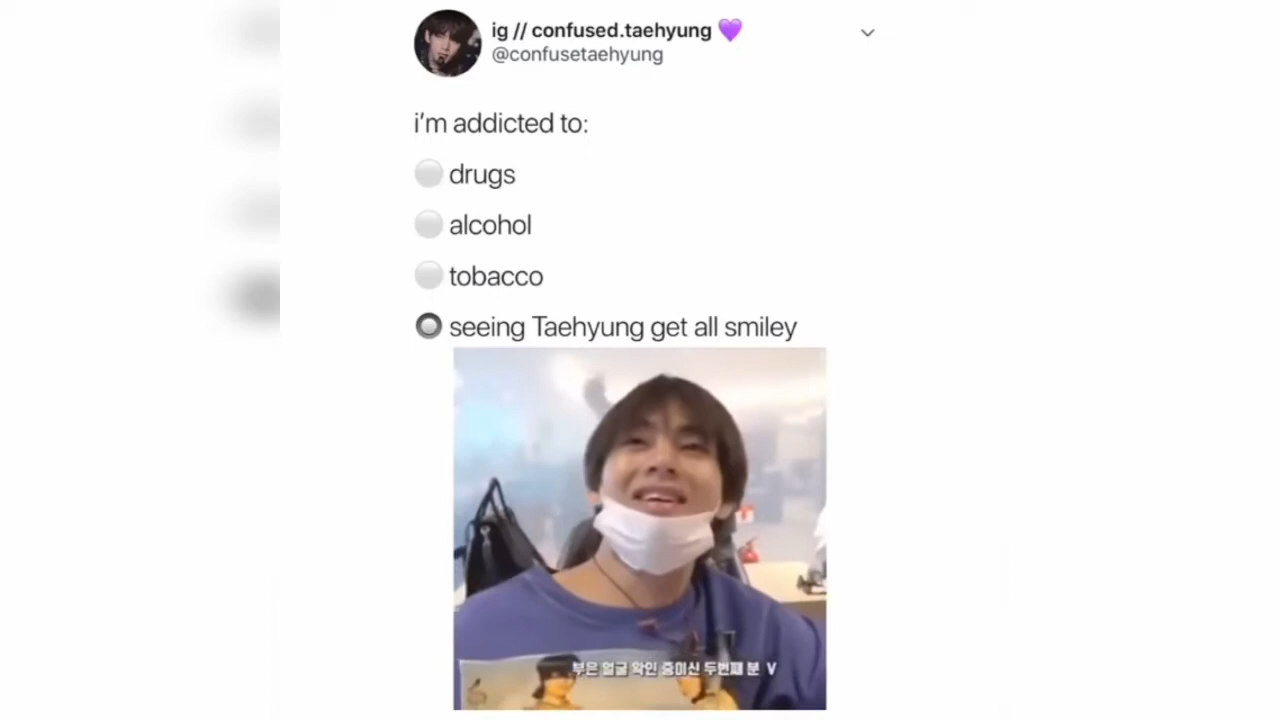 ig // confused.taehyung 💜
@confusetaehyung
i'm addicted to:
drugs
alcohol
tobacco
seeing Taehyung get all smiley
부은 얼굴 확인 중이신 두번째 분 V